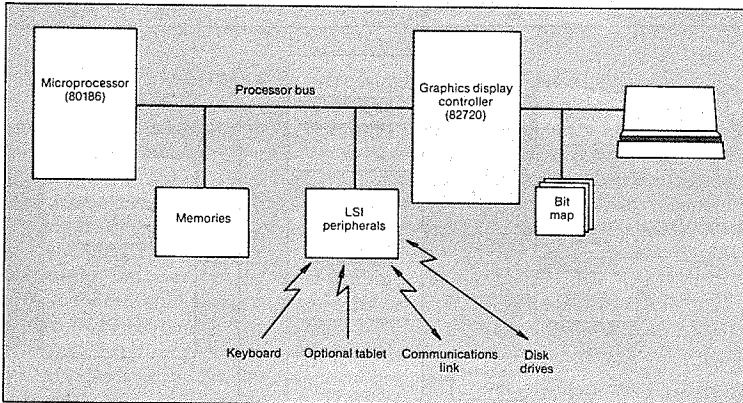 Microprocessor
(80186)
Processor bus
Graphics display
controller
(82720)
Memories
LSI
peripherals
Bit
map
Keyboard
Optional tablet
Communications
link
Disk
drives